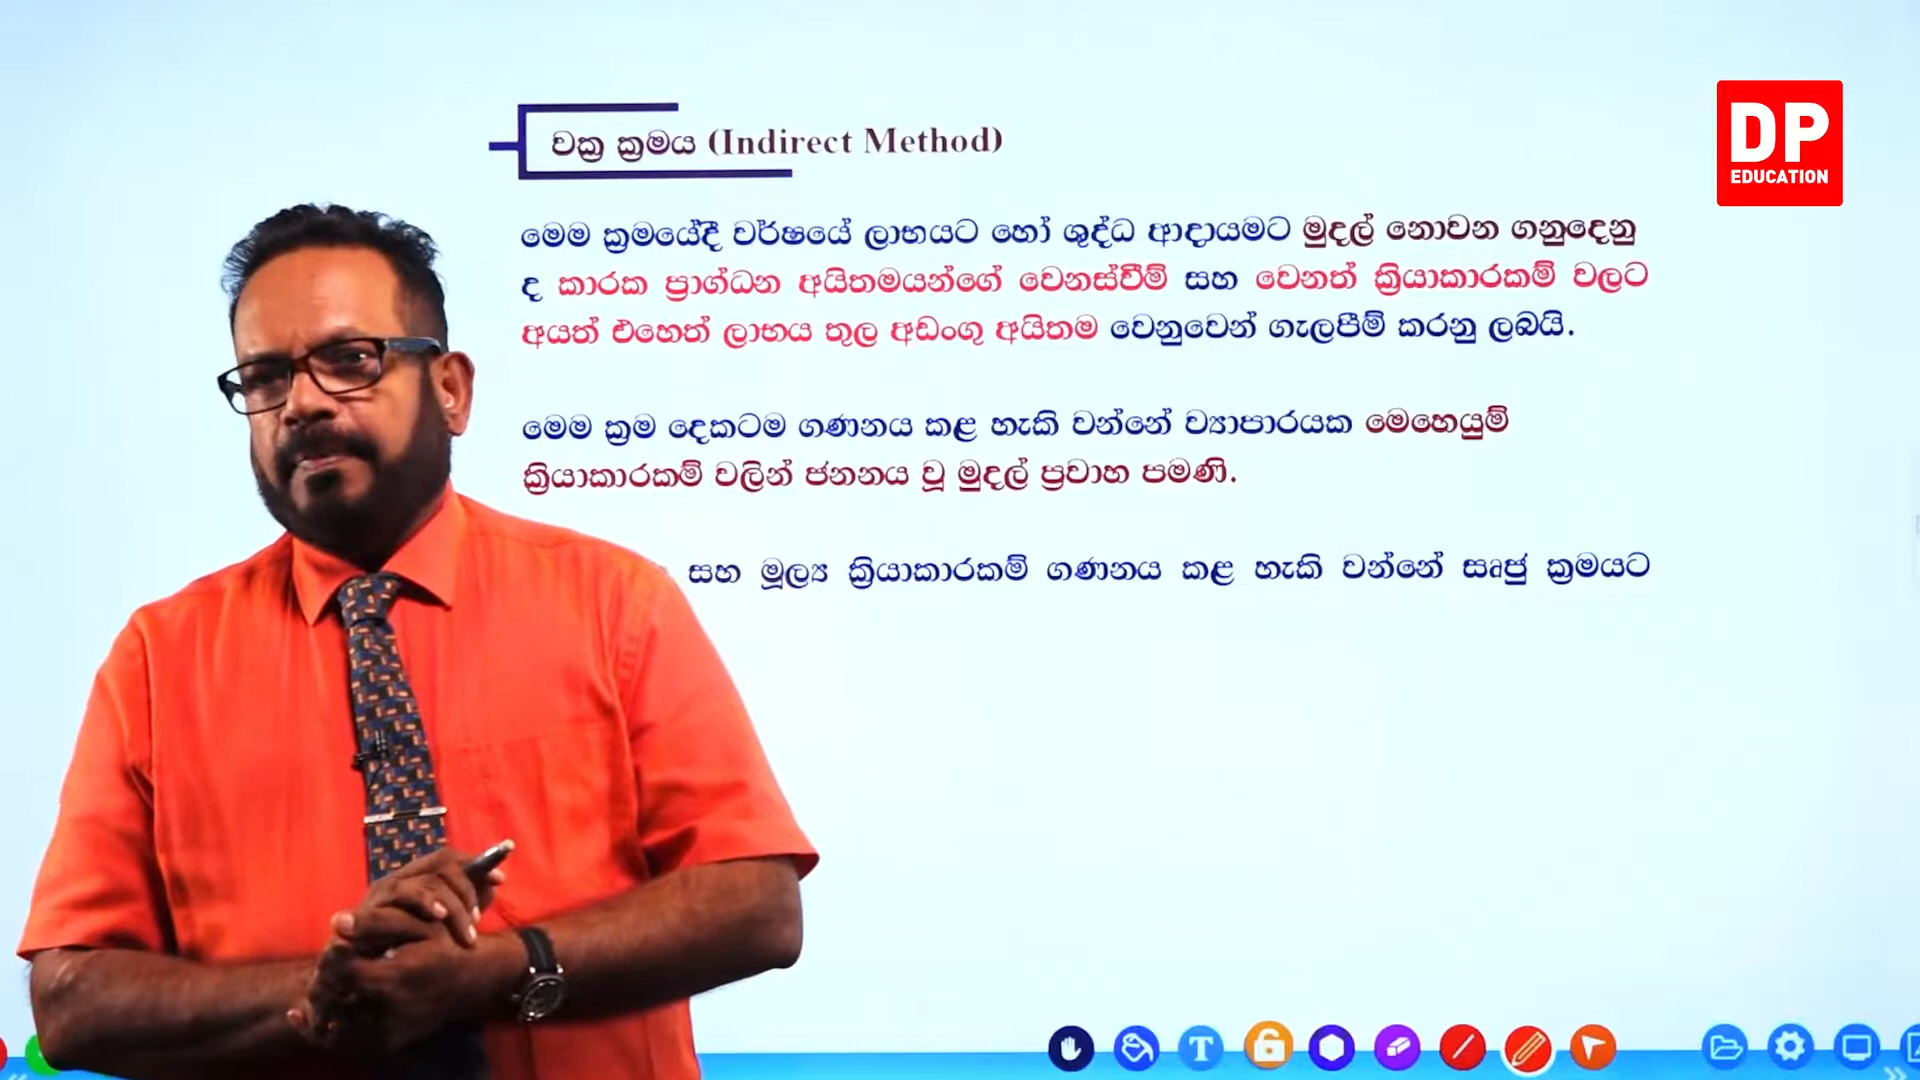 වක්‍ර ක්‍රමය (Indirect Method)
DP
EDUCATION
මෙම ක්‍රමයේදී වර්ෂයේ ලාභයට හෝ ශුද්ධ ආදායමට මුදල් නොවන ගනුදෙනු
ද කාරක ප්‍රාග්ධන අයිතමයන්ගේ වෙනස්වීම් සහ වෙනත් ක්‍රියාකාරකම් වලට
අයත් එහෙත් ලාභය තුල අඩංගු අයිතම වෙනුවෙන් ගැලපීම් කරනු ලබයි.
මෙම ක්‍රම දෙකටම ගණනය කළ හැකි වන්නේ ව්‍යාපාරයක මෙහෙයුම්
ක්‍රියාකාරකම් වලින් ජනනය වූ මුදල් ප්‍රවාහ පමණි.
සහ මූල්‍ය ක්‍රියාකාරකම් ගණනය කළ හැකි වන්නේ සෘජු ක්‍රමයට